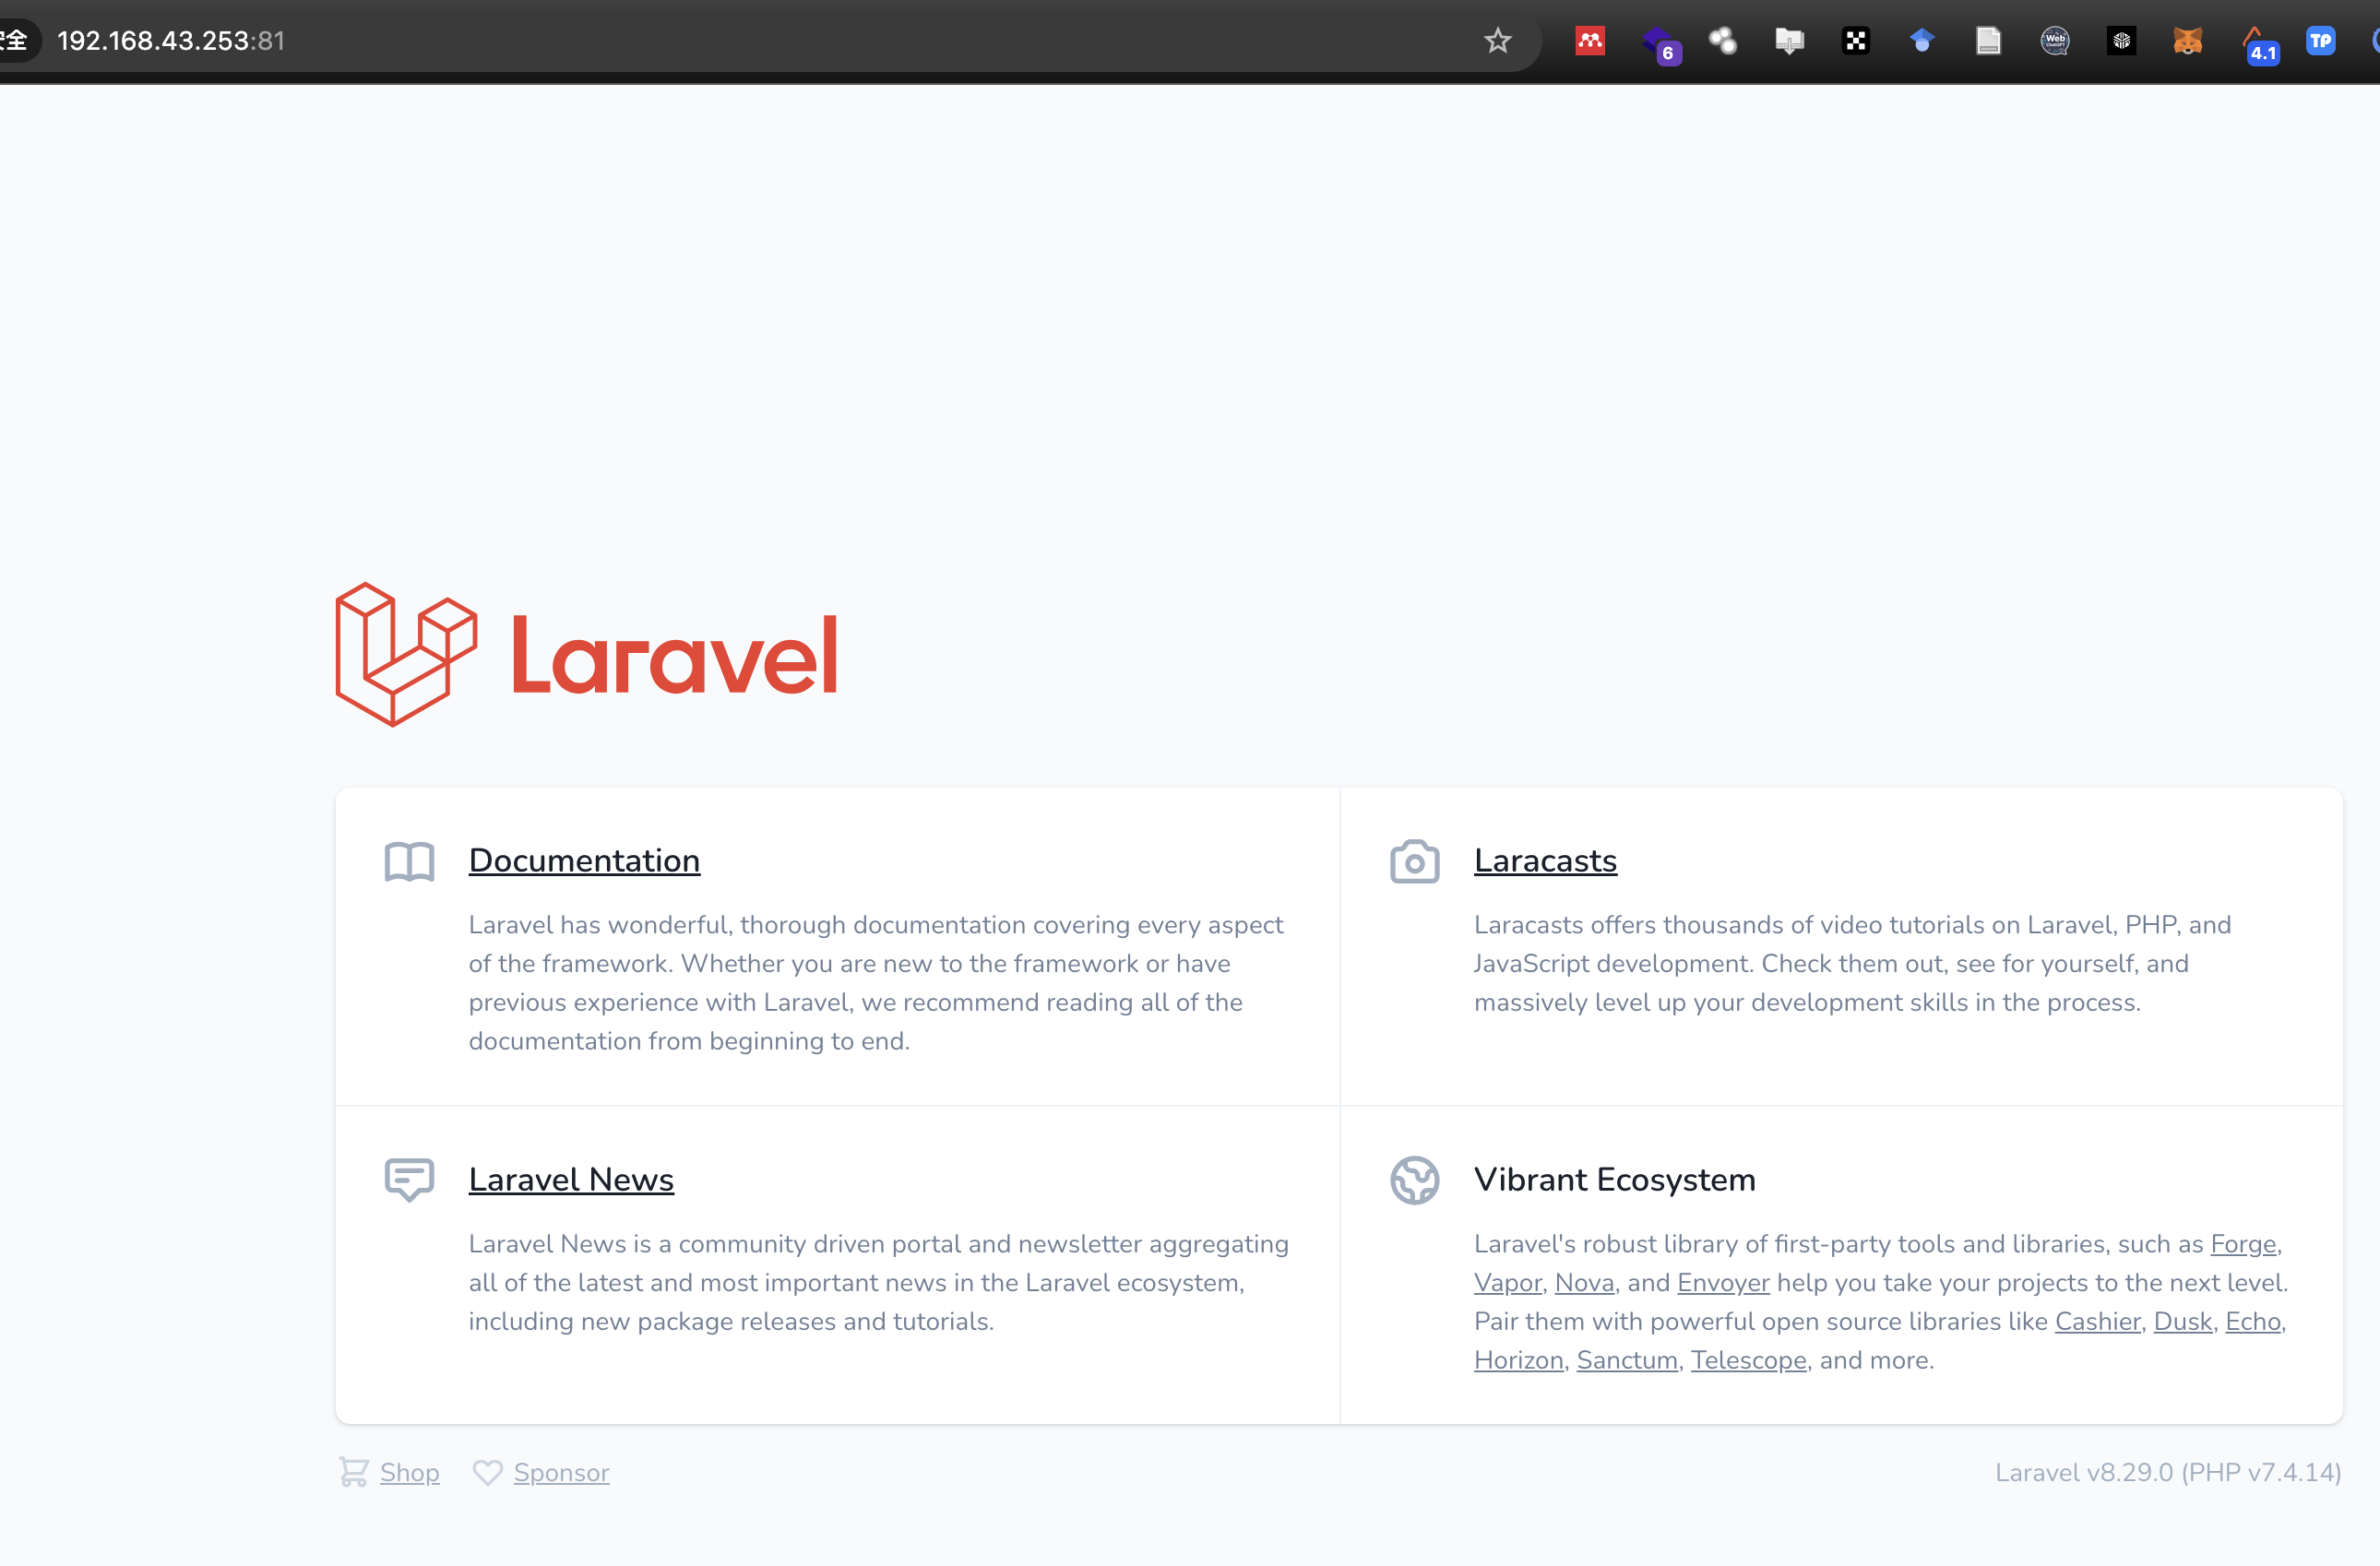 安全 192.168.43.253:81
6
Web
ChatGPT
4.1
TP
Laravel
Documentation
Laravel has wonderful, thorough documentation covering every aspect
of the framework. Whether you are new to the framework or have
previous experience with Laravel, we recommend reading all of the
documentation from beginning to end.
Laracasts
Laracasts offers thousands of video tutorials on Laravel, PHP, and
JavaScript development. Check them out, see for yourself, and
massively level up your development skills in the process.
Laravel News
Laravel News is a community driven portal and newsletter aggregating
all of the latest and most important news in the Laravel ecosystem,
including new package releases and tutorials.
Vibrant Ecosystem
Laravel's robust library of first-party tools and libraries, such as Forge,
Vapor, Nova, and Envoyer help you take your projects to the next level.
Pair them with powerful open source libraries like Cashier, Dusk, Echo,
Horizon, Sanctum, Telescope, and more.
Shop Sponsor
Laravel v8.29.0 (PHP v7.4.14)